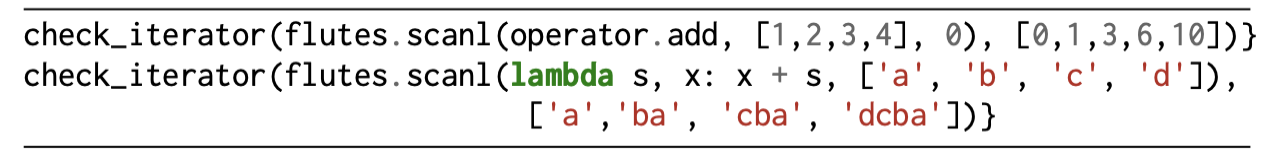 check_iterator(flutes.scanl(operator.add, [1,2,3,4], 0), [0,1,3,6,10])}
check_iterator(flutes.scanl(lambda s, x: x + s, ['a', 'b', 'c', 'd']),
['a','ba', 'cba', 'dcba'])}